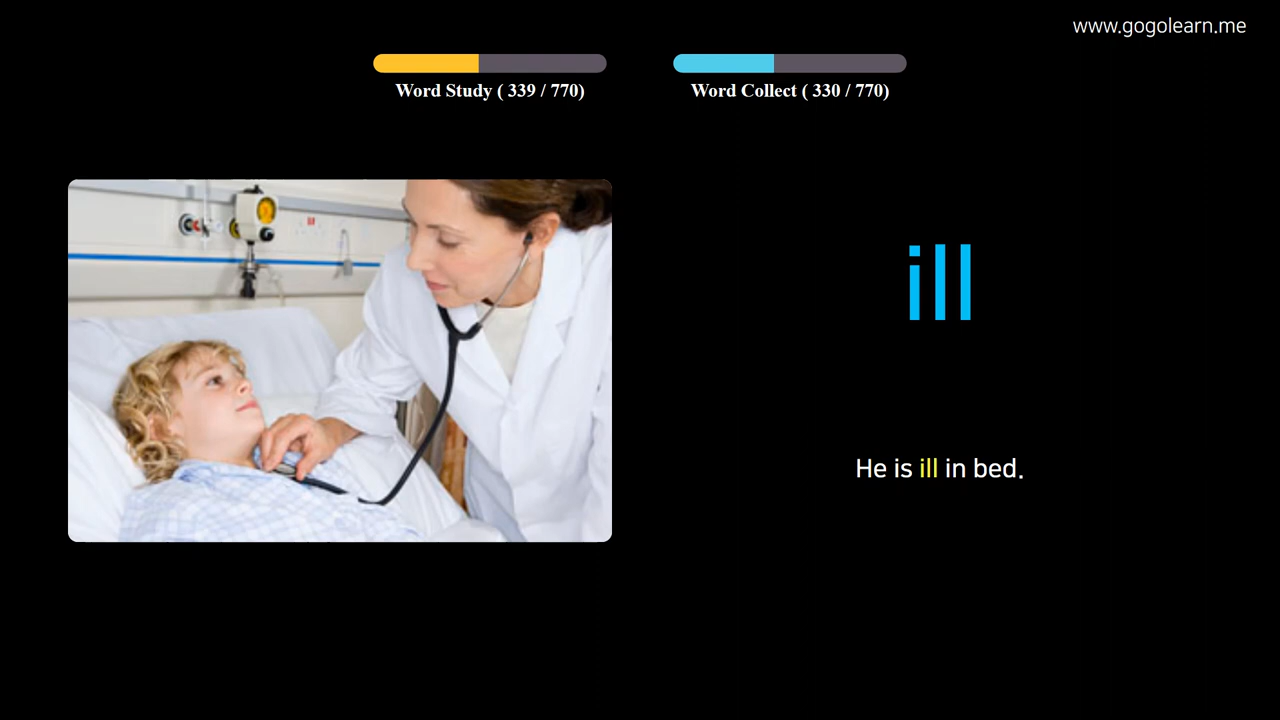 www.gogolearn.me
Word Study ( 339 / 770)
Word Collect ( 330 / 770)
ill
He is ill in bed.